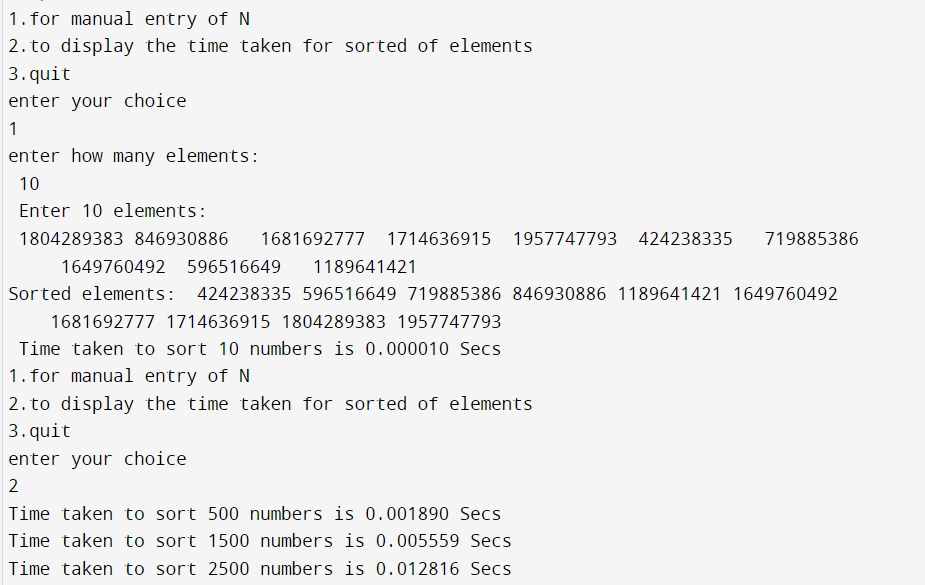 1.for manual entry of N
2.to display the time taken for sorted of elements
3.quit
enter your choice
1
enter how many elements:
10
Enter 10 elements:
1804289383 846930886 1681692777 1714636915 1957747793 424238335 719885386
1649760492 596516649 1189641421
Sorted elements: 424238335 596516649 719885386 846930886 1189641421 1649760492
1681692777 1714636915 1804289383 1957747793
Time taken to sort 10 numbers is 0.000010 Secs
1.for manual entry of N
2.to display the time taken for sorted of elements
3.quit
enter your choice
2
Time taken to sort 500 numbers is 0.001890 Secs
Time taken to sort 1500 numbers is 0.005559 Secs
Time taken to sort 2500 numbers is 0.012816 Secs